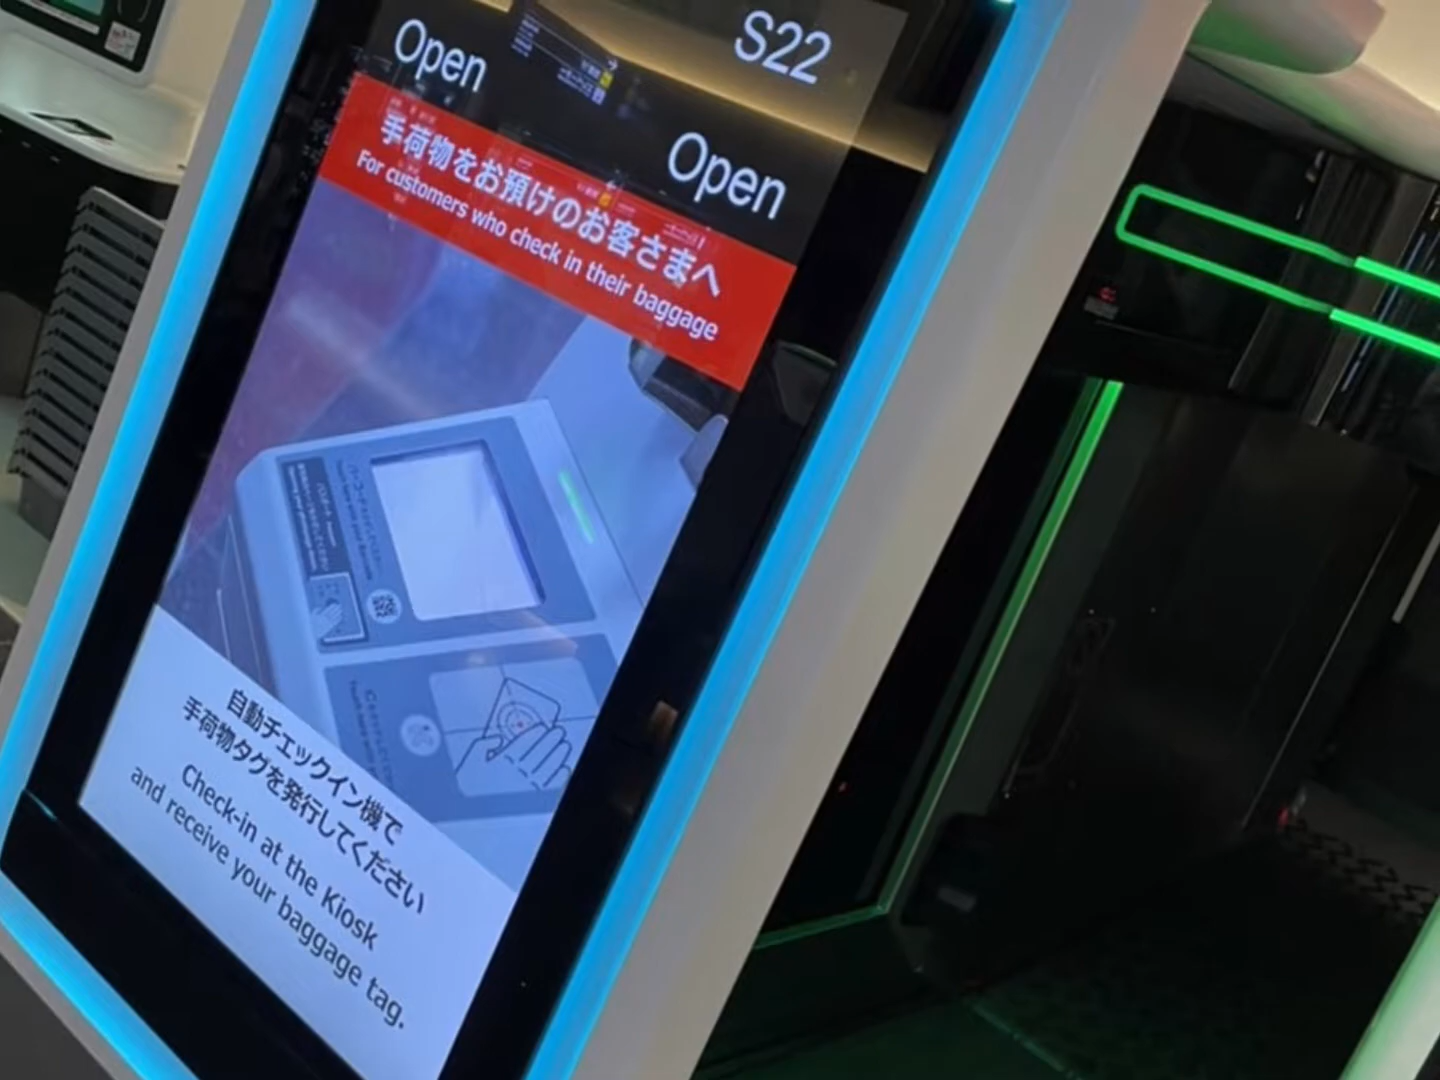 Open
S22
Open
手荷物をお預けのお客さまへ
For customers who check in their baggage
自動チェックイン機で
手荷物タグを発行してください
Check-in at the Kiosk
and receive your baggage tag.